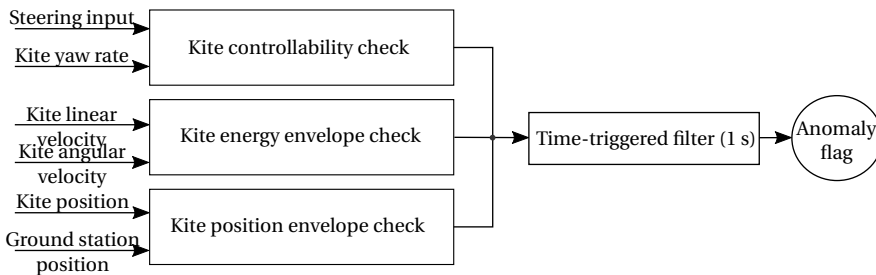 Steering input
Kite yaw rate
Kite controllability check
Kite linear
velocity
Kite angular
velocity
Kite energy envelope check
Kite position
Ground station
position
Kite position envelope check
Time-triggered filter (1 s)
Anomaly
flag